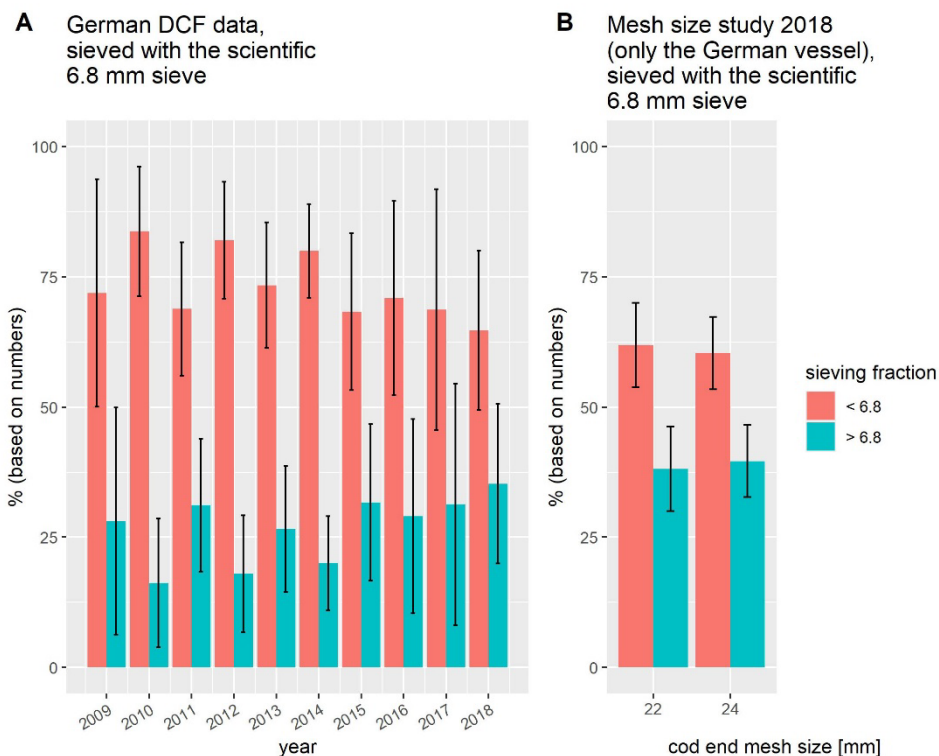 A
German DCF data,
sieved with the scientific
6.8 mm sieve
100
75
50
25
0
% (based on numbers)
2009
2010
2011
2012
2013
2014
2015
2016
2017
2018
year
B
Mesh size study 2018
(only the German vessel),
sieved with the scientific
6.8 mm sieve
100
75
50
25
0
% (based on numbers)
22
24
cod end mesh size [mm]
sieving fraction
< 6.8
> 6.8